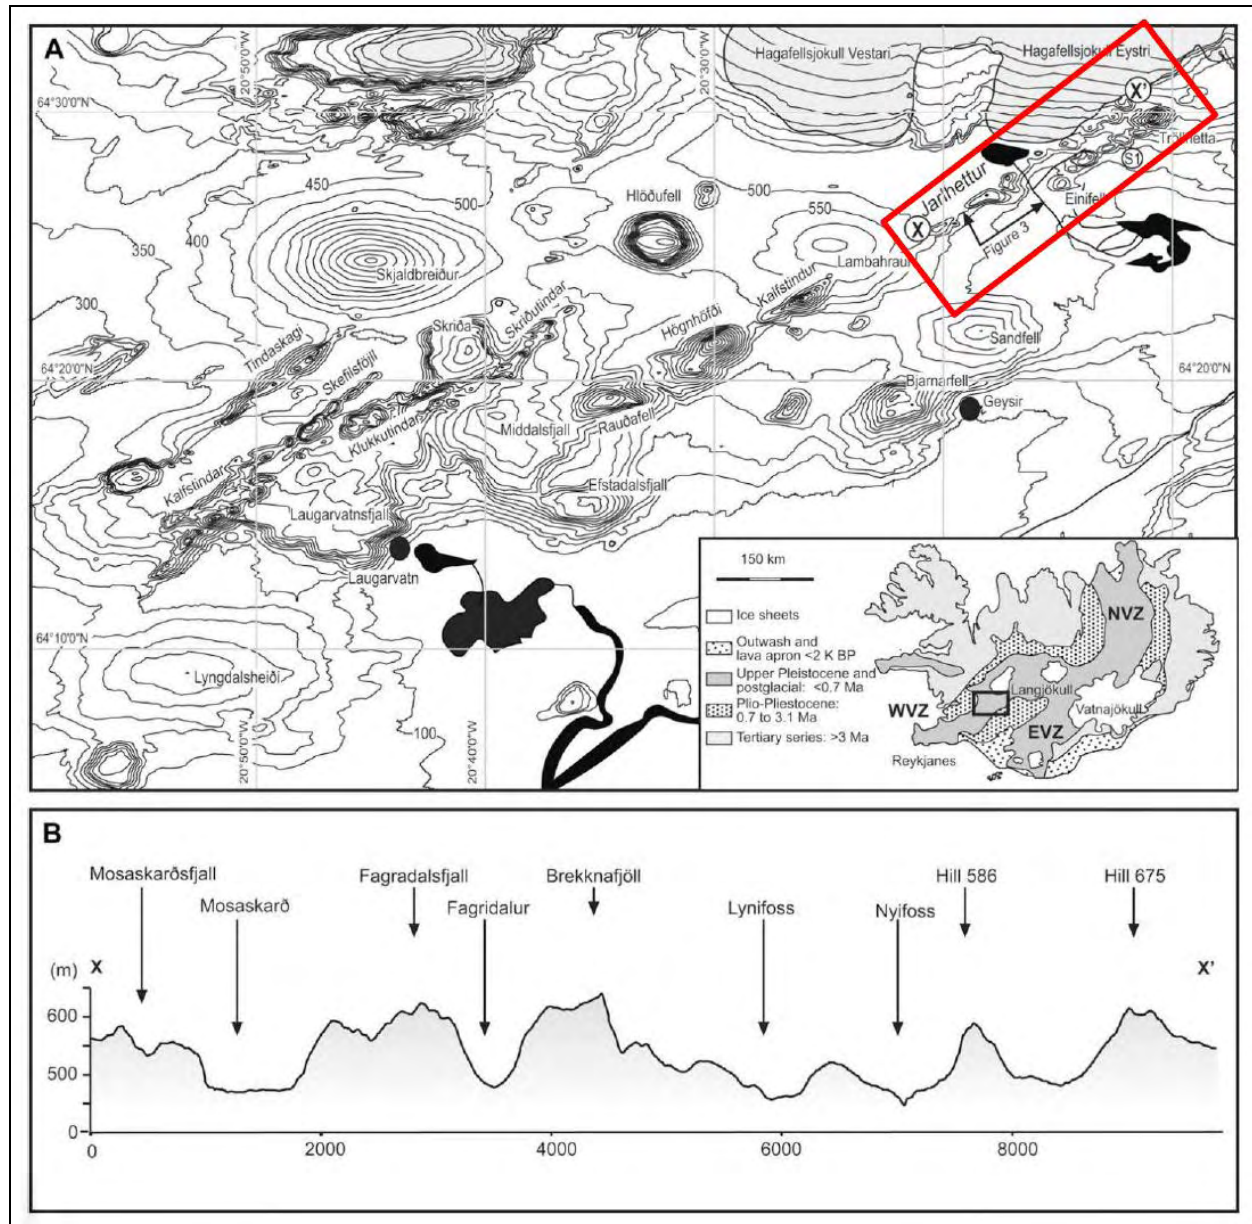 A
20°50'0"W
20°30'0"W
Hagafellsjokull Vestari
Hagafellsjokull Eystri
64°30'0"N
X'
Tröllhetta
S1
450
500
Hlöðufell
500
550
Jarlhettur
Einifell
X
Figure 3
350
400
Skjaldbreiður
Lambahraun
300
Kalfstindur
Skriðutindar
Skriða
Högnhöfði
Sandfell
Tindaskagi
64°20'0"N
64°20'0"N
Skefilsföjll
Bjarnarfell
Geysir
Klukkutindar
Middalsfjall
Rauðafell
Kalfstindar
Efstadalsfjall
Laugarvatnsfjall
Laugarvatn
64°10'0"N
Lyngdalsheiði
100
20°50'0"W
20°40'0"W
150 km
Ice sheets
Outwash and
lava apron <2 K BP
Upper Pleistocene and
postglacial: <0.7 Ma
Plio-Pliestocene:
0.7 to 3.1 Ma
Tertiary series: >3 Ma
NVZ
Langjökull
WVZ
Vatnajökull
EVZ
Reykjanes
B
Mosaskarðsfjall
Fagradalsfjall
Brekknafjöll
Hill 586
Hill 675
Mosaskarð
Fagridalur
Lynifoss
Nyifoss
(m)
X
X'
600
500
0
0
2000
4000
6000
8000